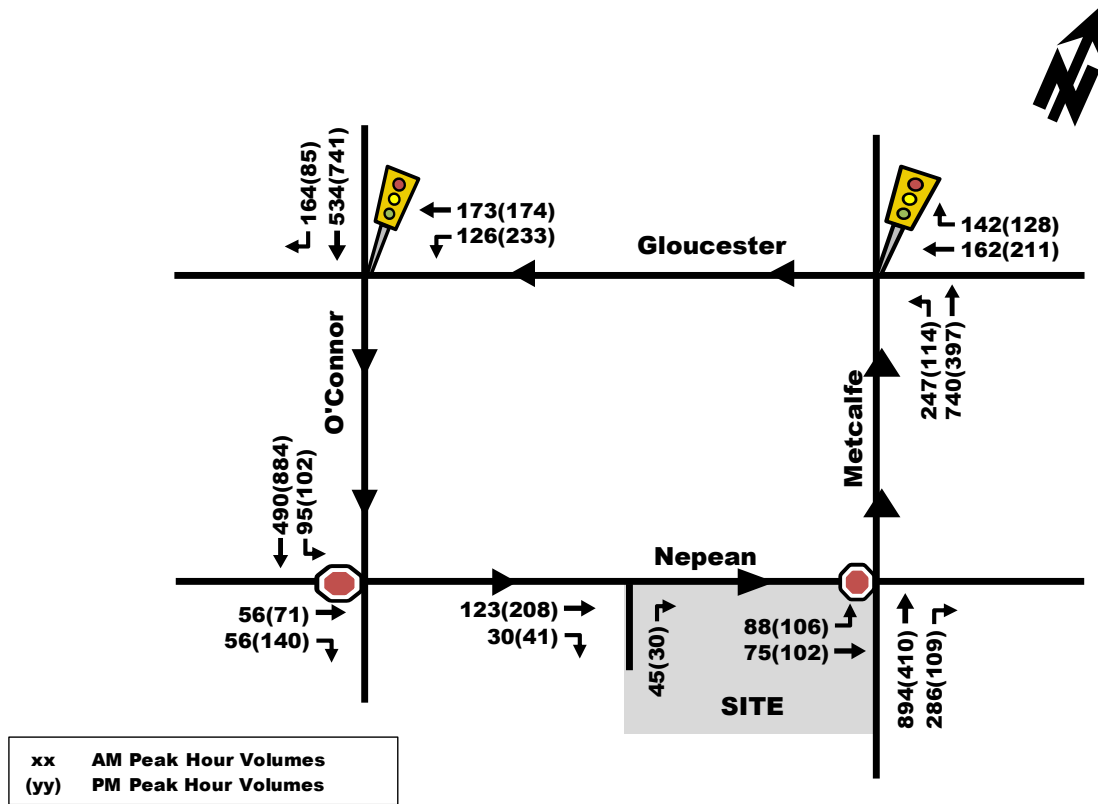 N
164(85)
534(741)
173(174)
126(233)
Gloucester
142(128)
162(211)
247(114)
740(397)
O'Connor
Metcalfe
490(884)
95(102)
Nepean
56(71)
56(140)
123(208)
30(41)
45(30)
88(106)
75(102)
894(410)
286(109)
SITE
xx AM Peak Hour Volumes
(yy) PM Peak Hour Volumes